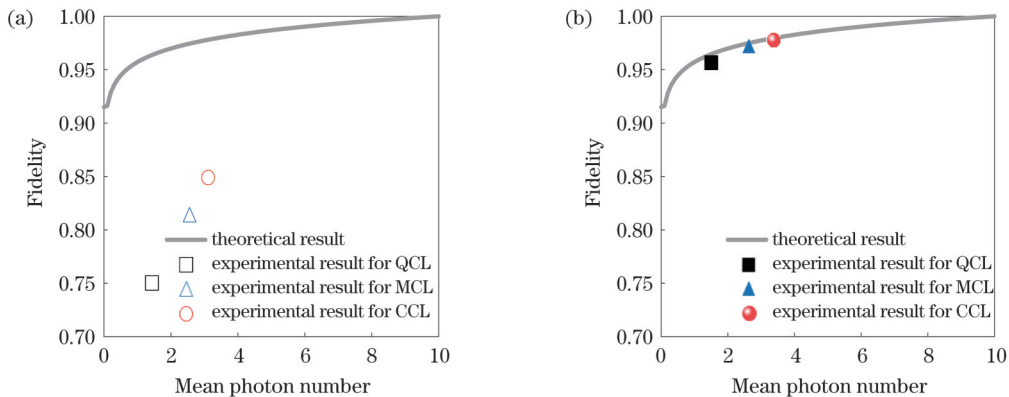 (a)
1.00
0.95
0.90
0.85
0.80
0.75
0.70
Fidelity
theoretical result
experimental result for QCL
experimental result for MCL
experimental result for CCL
0 2 4 6 8 10
Mean photon number
(b)
1.00
0.95
0.90
0.85
0.80
0.75
0.70
Fidelity
theoretical result
experimental result for QCL
experimental result for MCL
experimental result for CCL
0 2 4 6 8 10
Mean photon number